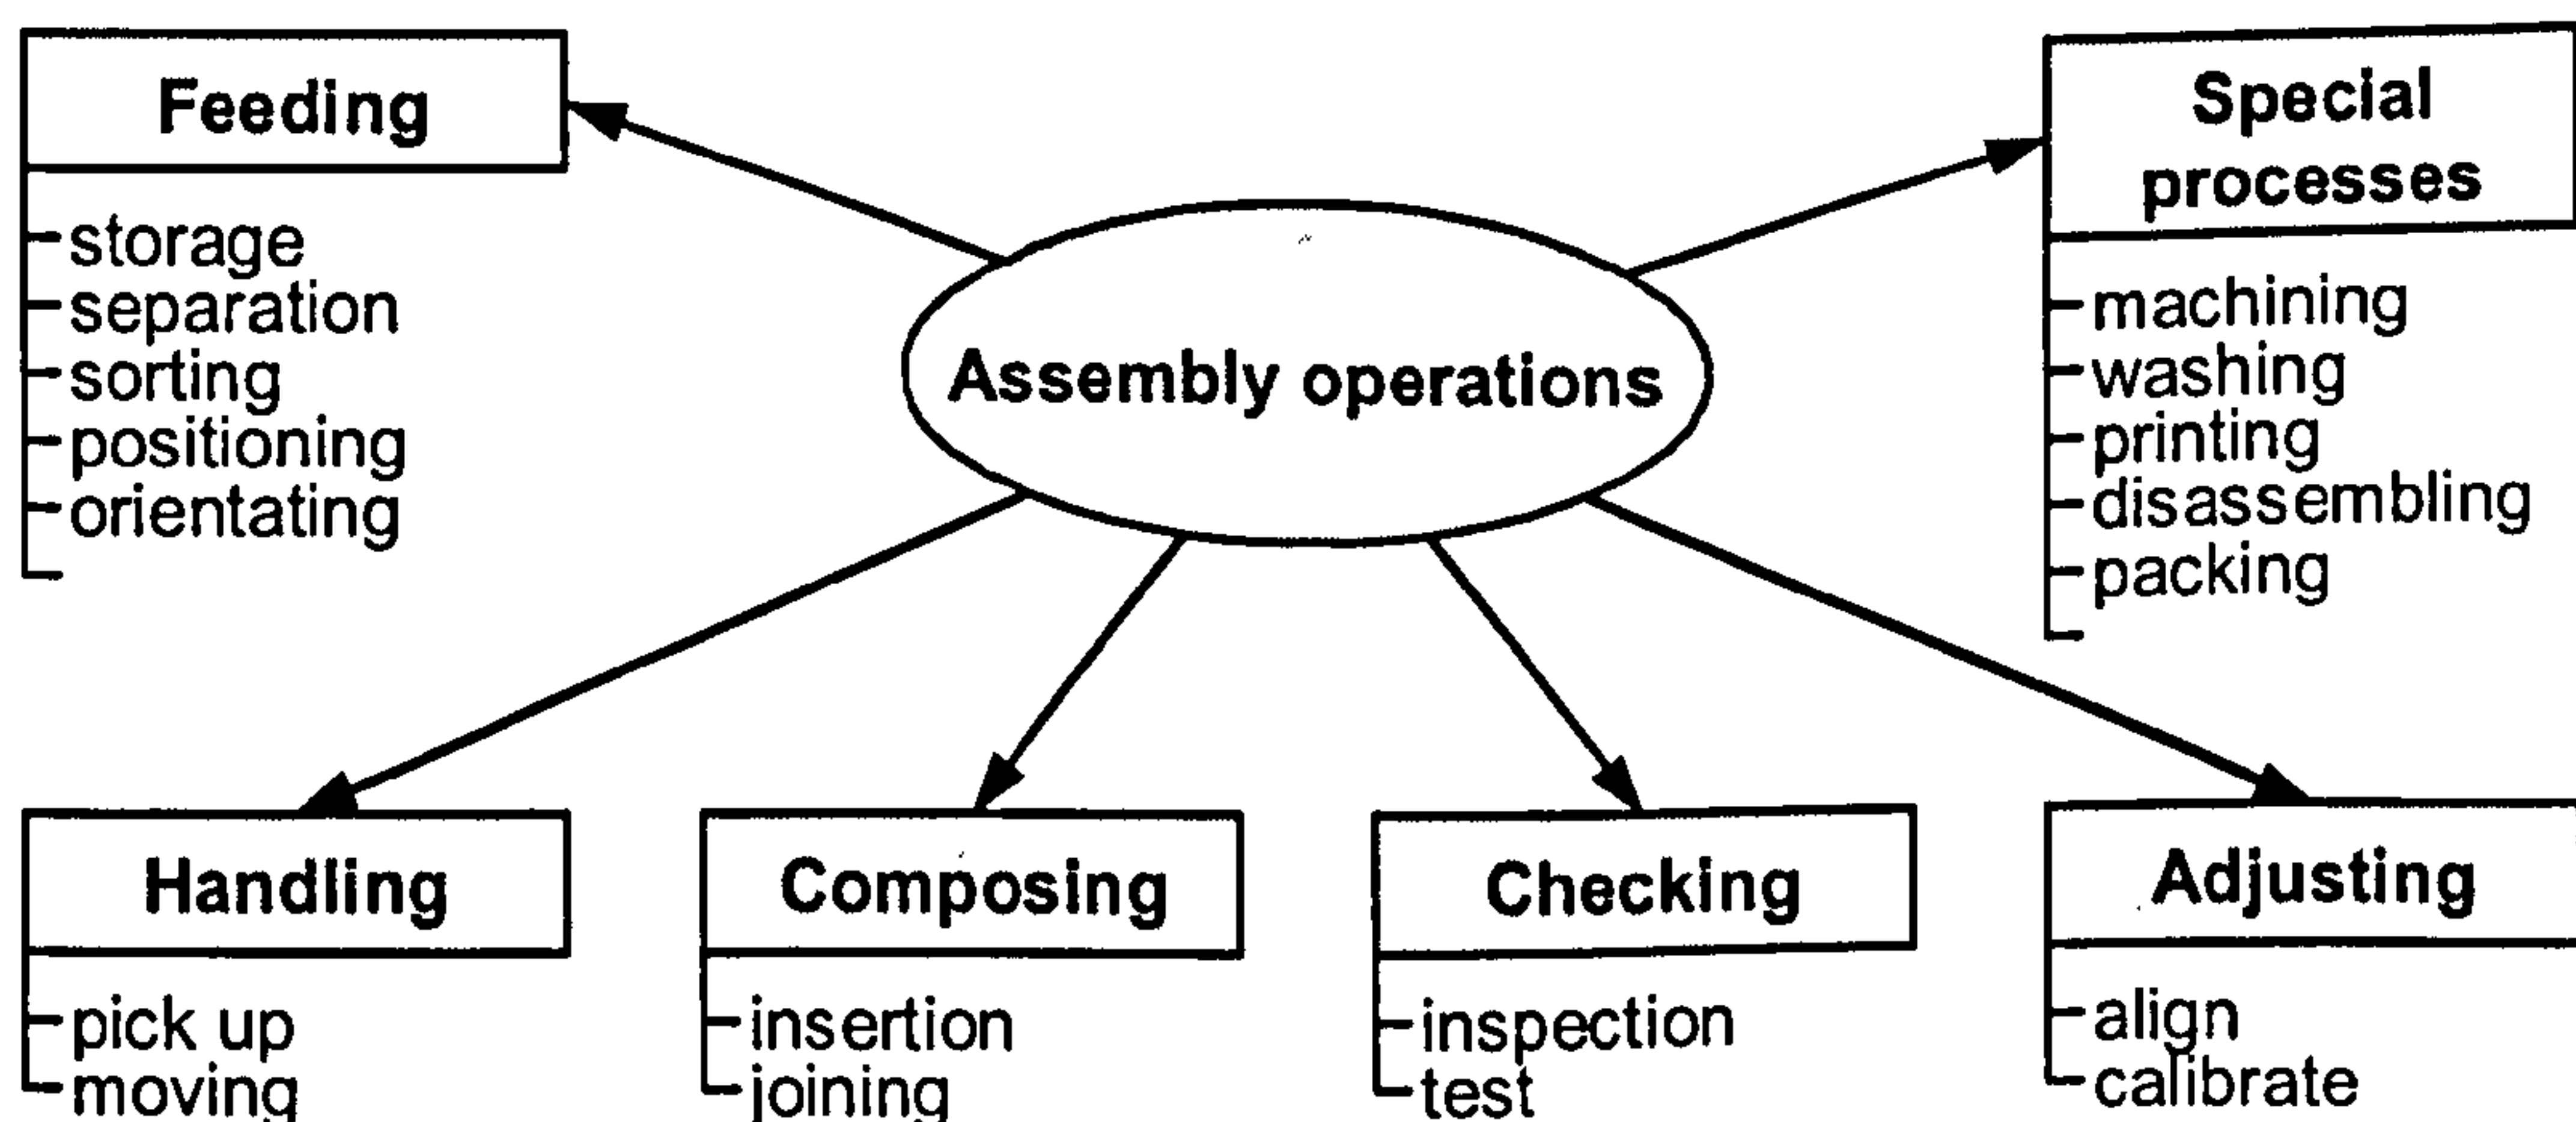 Feeding
storage
separation
sorting
positioning
orientating
Assembly operations
Special
processes
machining
washing
printing
disassembling
packing
Handling
pick up
moving
Composing
insertion
joining
Checking
inspection
test
Adjusting
align
calibrate